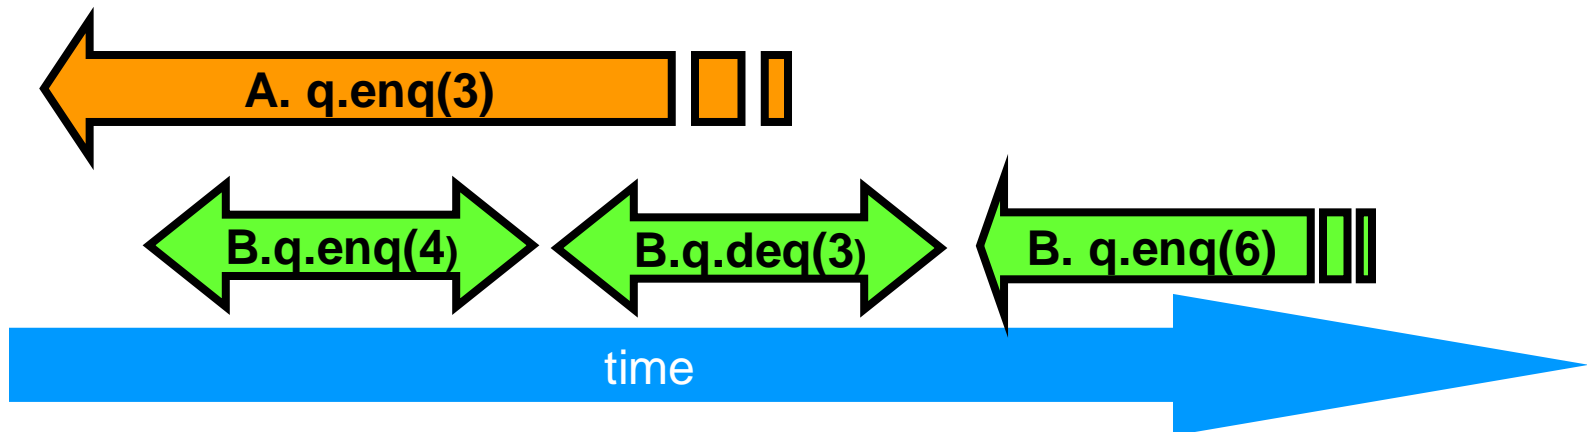 A. q.enq(3)
B.q.enq(4)
B.q.deq(3)
B. q.enq(6)
time